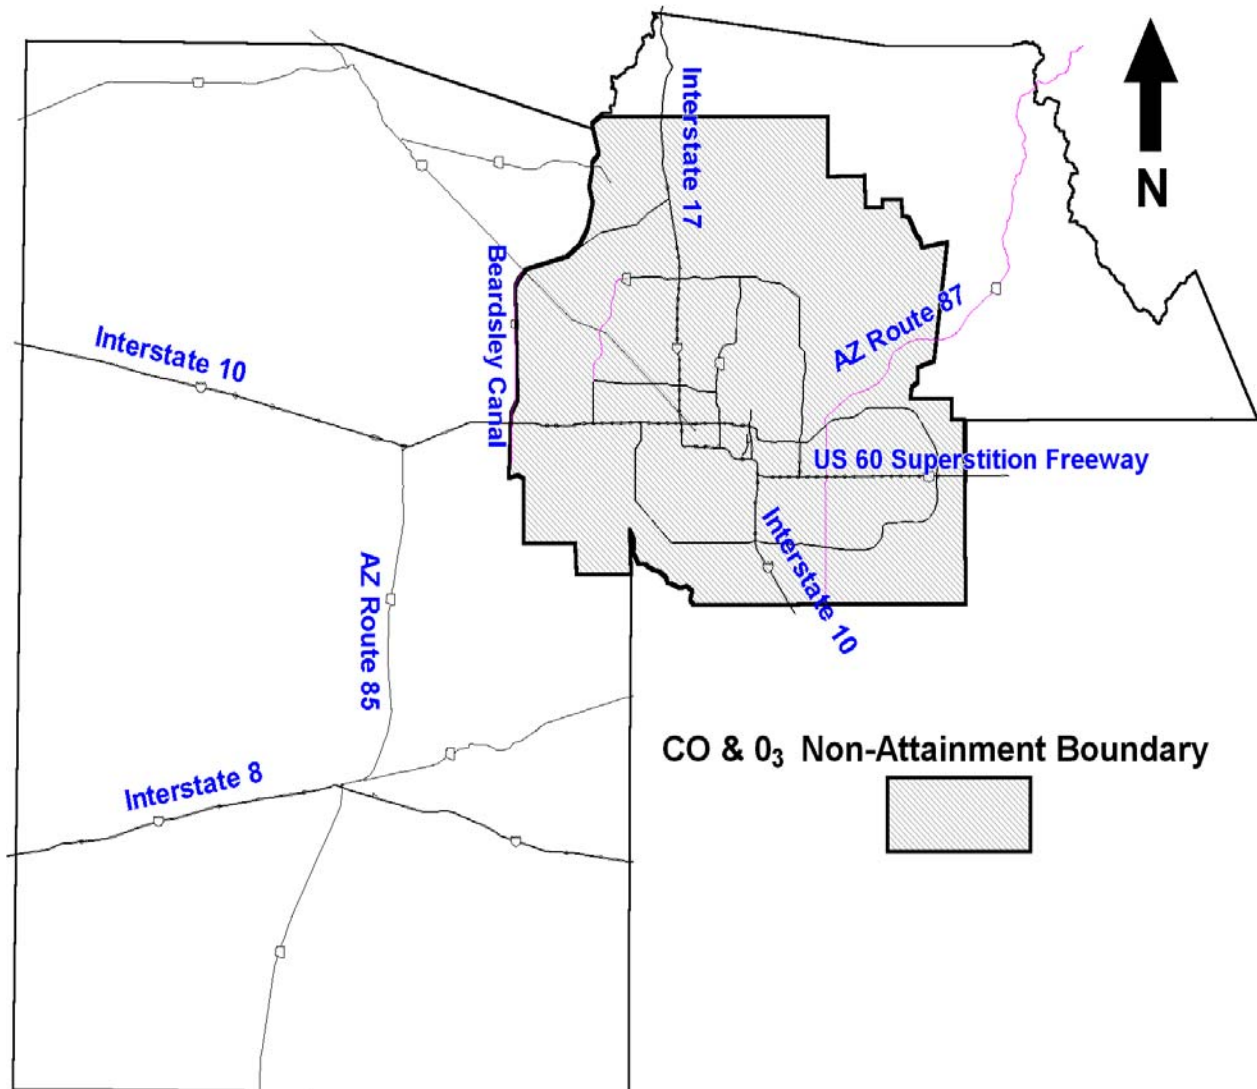 Interstate 17
N
Beardsley Canal
AZ Route 87
Interstate 10
US 60 Superstition Freeway
Interstate 10
AZ Route 85
CO & 0₃ Non-Attainment Boundary
Interstate 8